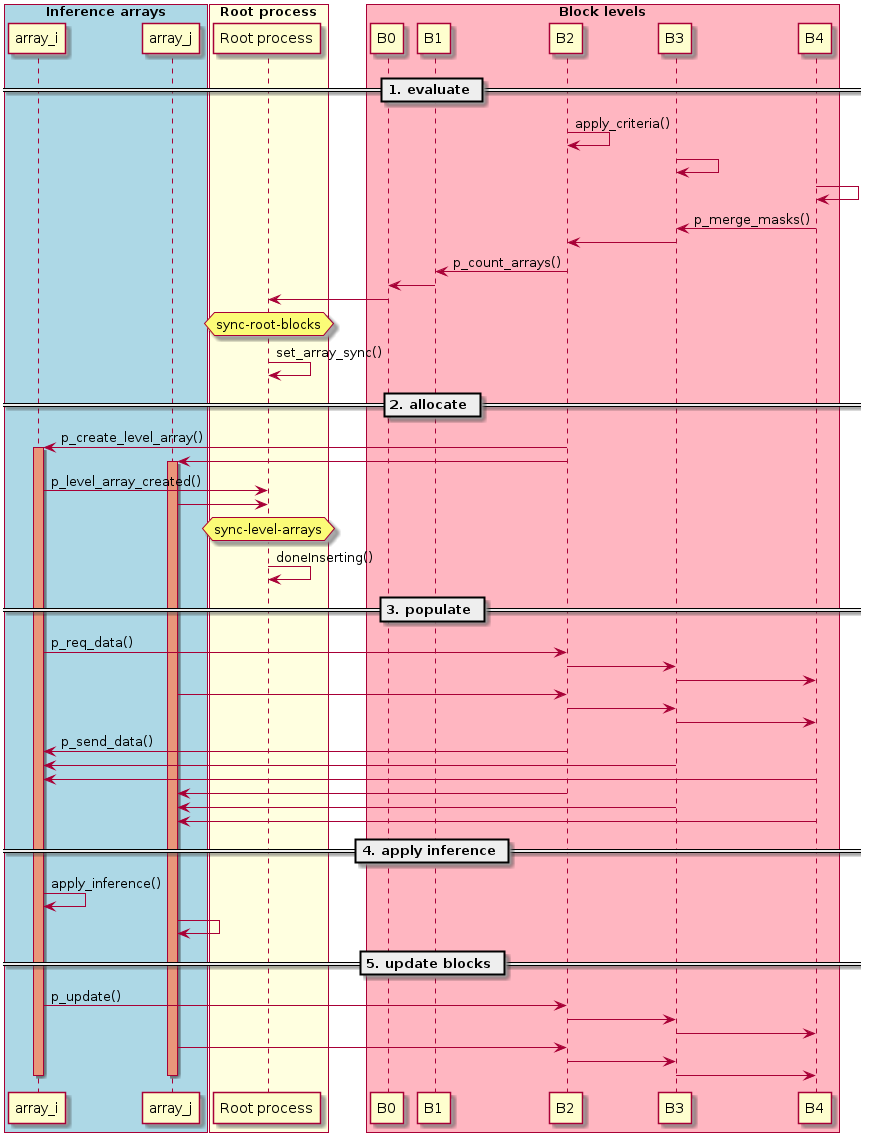 Inference arrays
Root process
Block levels
array_i
array_j
Root process
B0
B1
B2
B3
B4
1. evaluate
apply_criteria()
p_merge_masks()
p_count_arrays()
sync-root-blocks
set_array_sync()
2. allocate
p_create_level_array()
p_level_array_created()
sync-level-arrays
doneInserting()
3. populate
p_req_data()
p_send_data()
4. apply inference
apply_inference()
5. update blocks
p_update()
array_i
array_j
Root process
B0
B1
B2
B3
B4